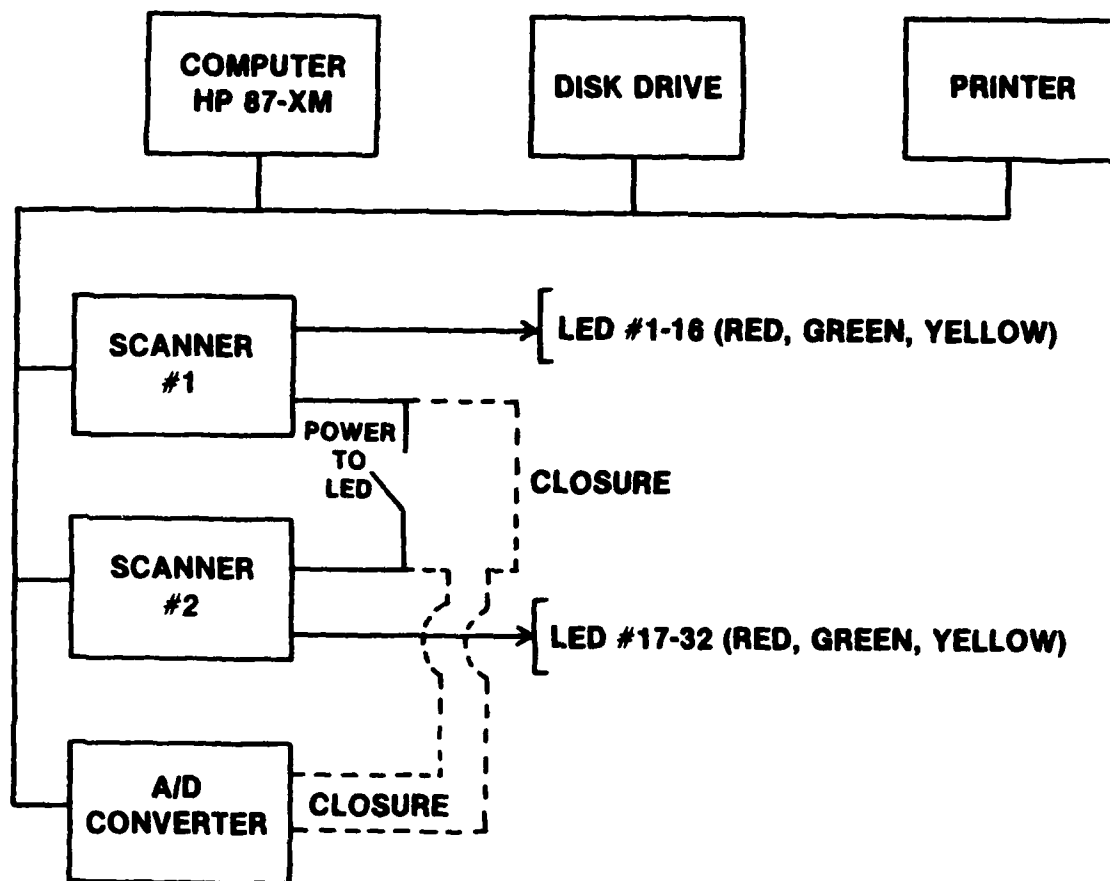 COMPUTER
HP 87-XM
DISK DRIVE
PRINTER
SCANNER
#1
LED #1-16 (RED, GREEN, YELLOW)
POWER
TO
LED
CLOSURE
SCANNER
#2
LED #17-32 (RED, GREEN, YELLOW)
A/D
CONVERTER
CLOSURE